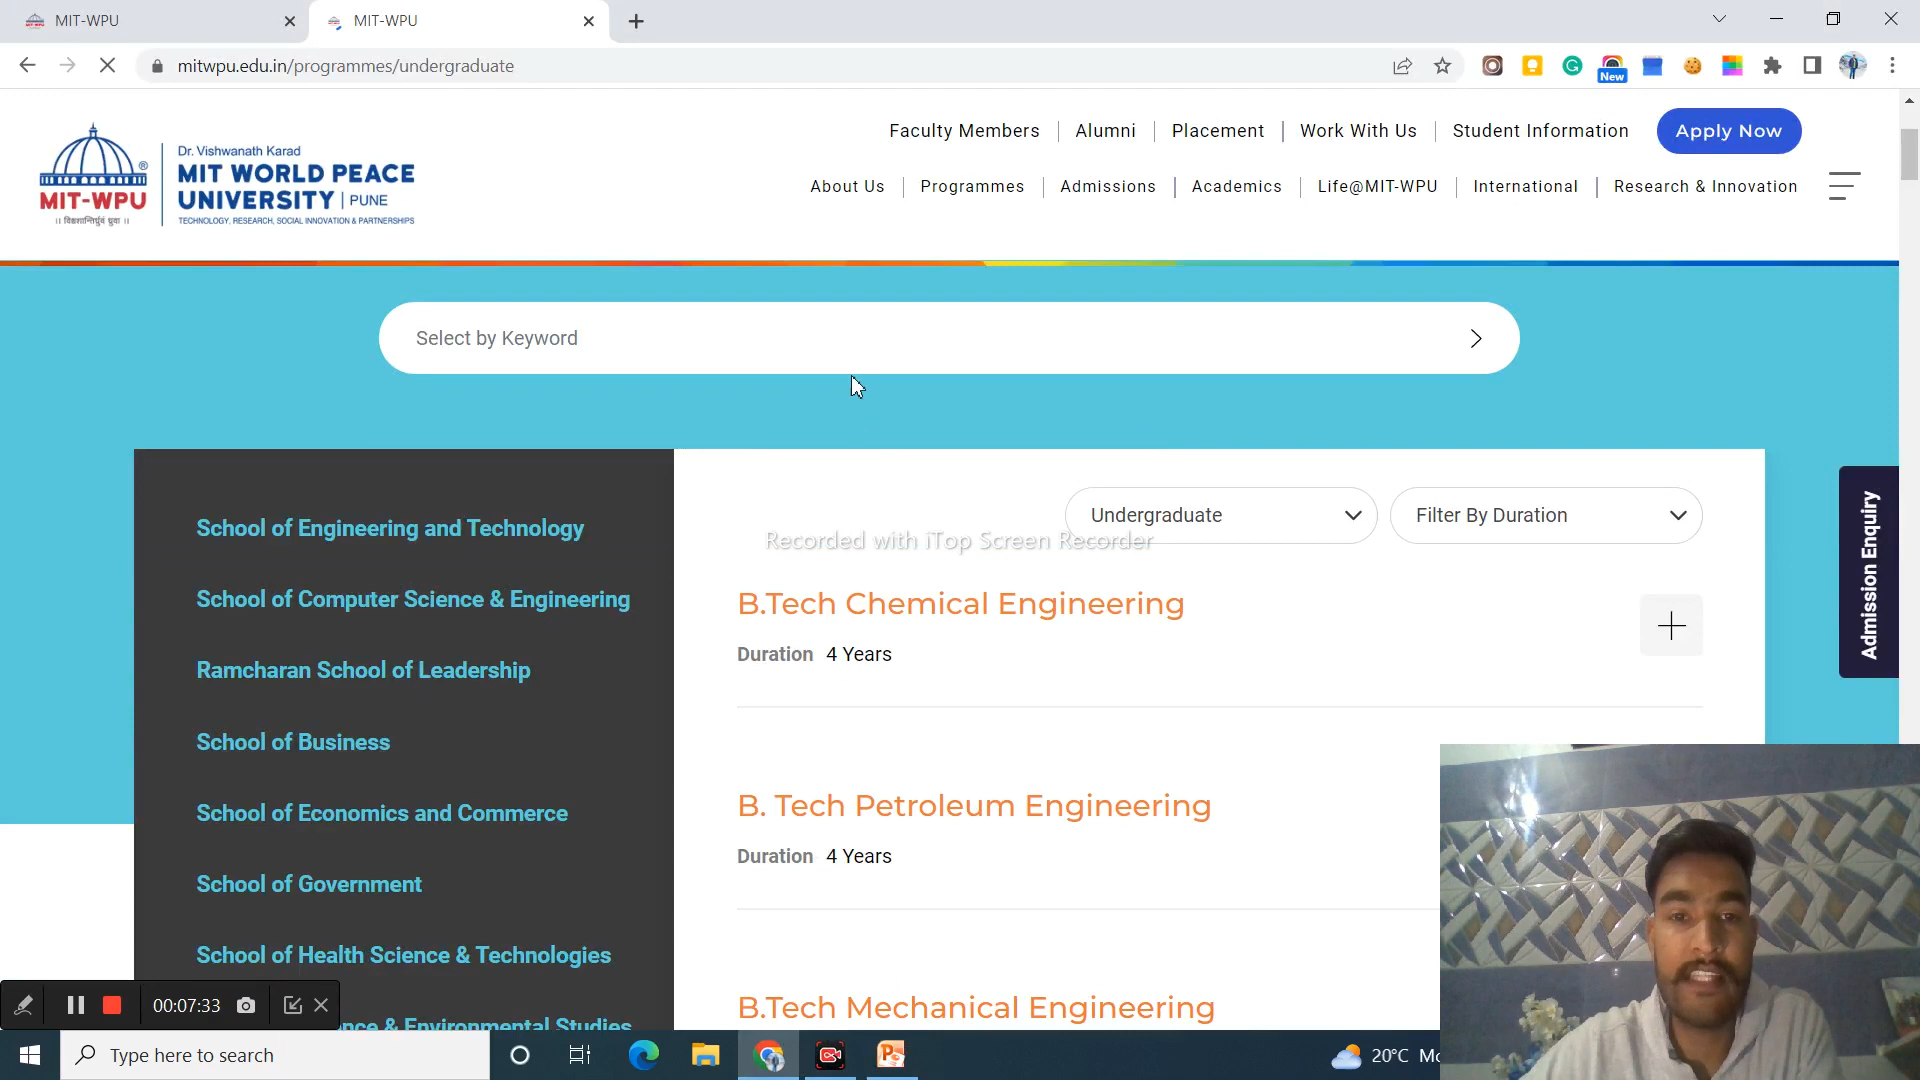 MIT-WPU
MIT-WPU
mitwpu.edu.in/programmes/undergraduate
New
Faculty Members
Alumni
Placement
Work With Us
Student Information
Apply Now
Dr. Vishwanath Karad
MIT WORLD PEACE
UNIVERSITY | PUNE
TECHNOLOGY, RESEARCH, SOCIAL INNOVATION & PARTNERSHIPS
MIT-WPU
®
|| विश्वशान्तिर्ध्रुवं ध्रुवा ||
About Us
Programmes
Admissions
Academics
Life@MIT-WPU
International
Research & Innovation
Select by Keyword
School of Engineering and Technology
School of Computer Science & Engineering
Ramcharan School of Leadership
School of Business
School of Economics and Commerce
School of Government
School of Health Science & Technologies
nce & Environmental Studies
Undergraduate
Filter By Duration
Recorded with iTop Screen Recorder
B.Tech Chemical Engineering
Duration 4 Years
B. Tech Petroleum Engineering
Duration 4 Years
B.Tech Mechanical Engineering
Admission Enquiry
00:07:33
Type here to search
20°C Mo